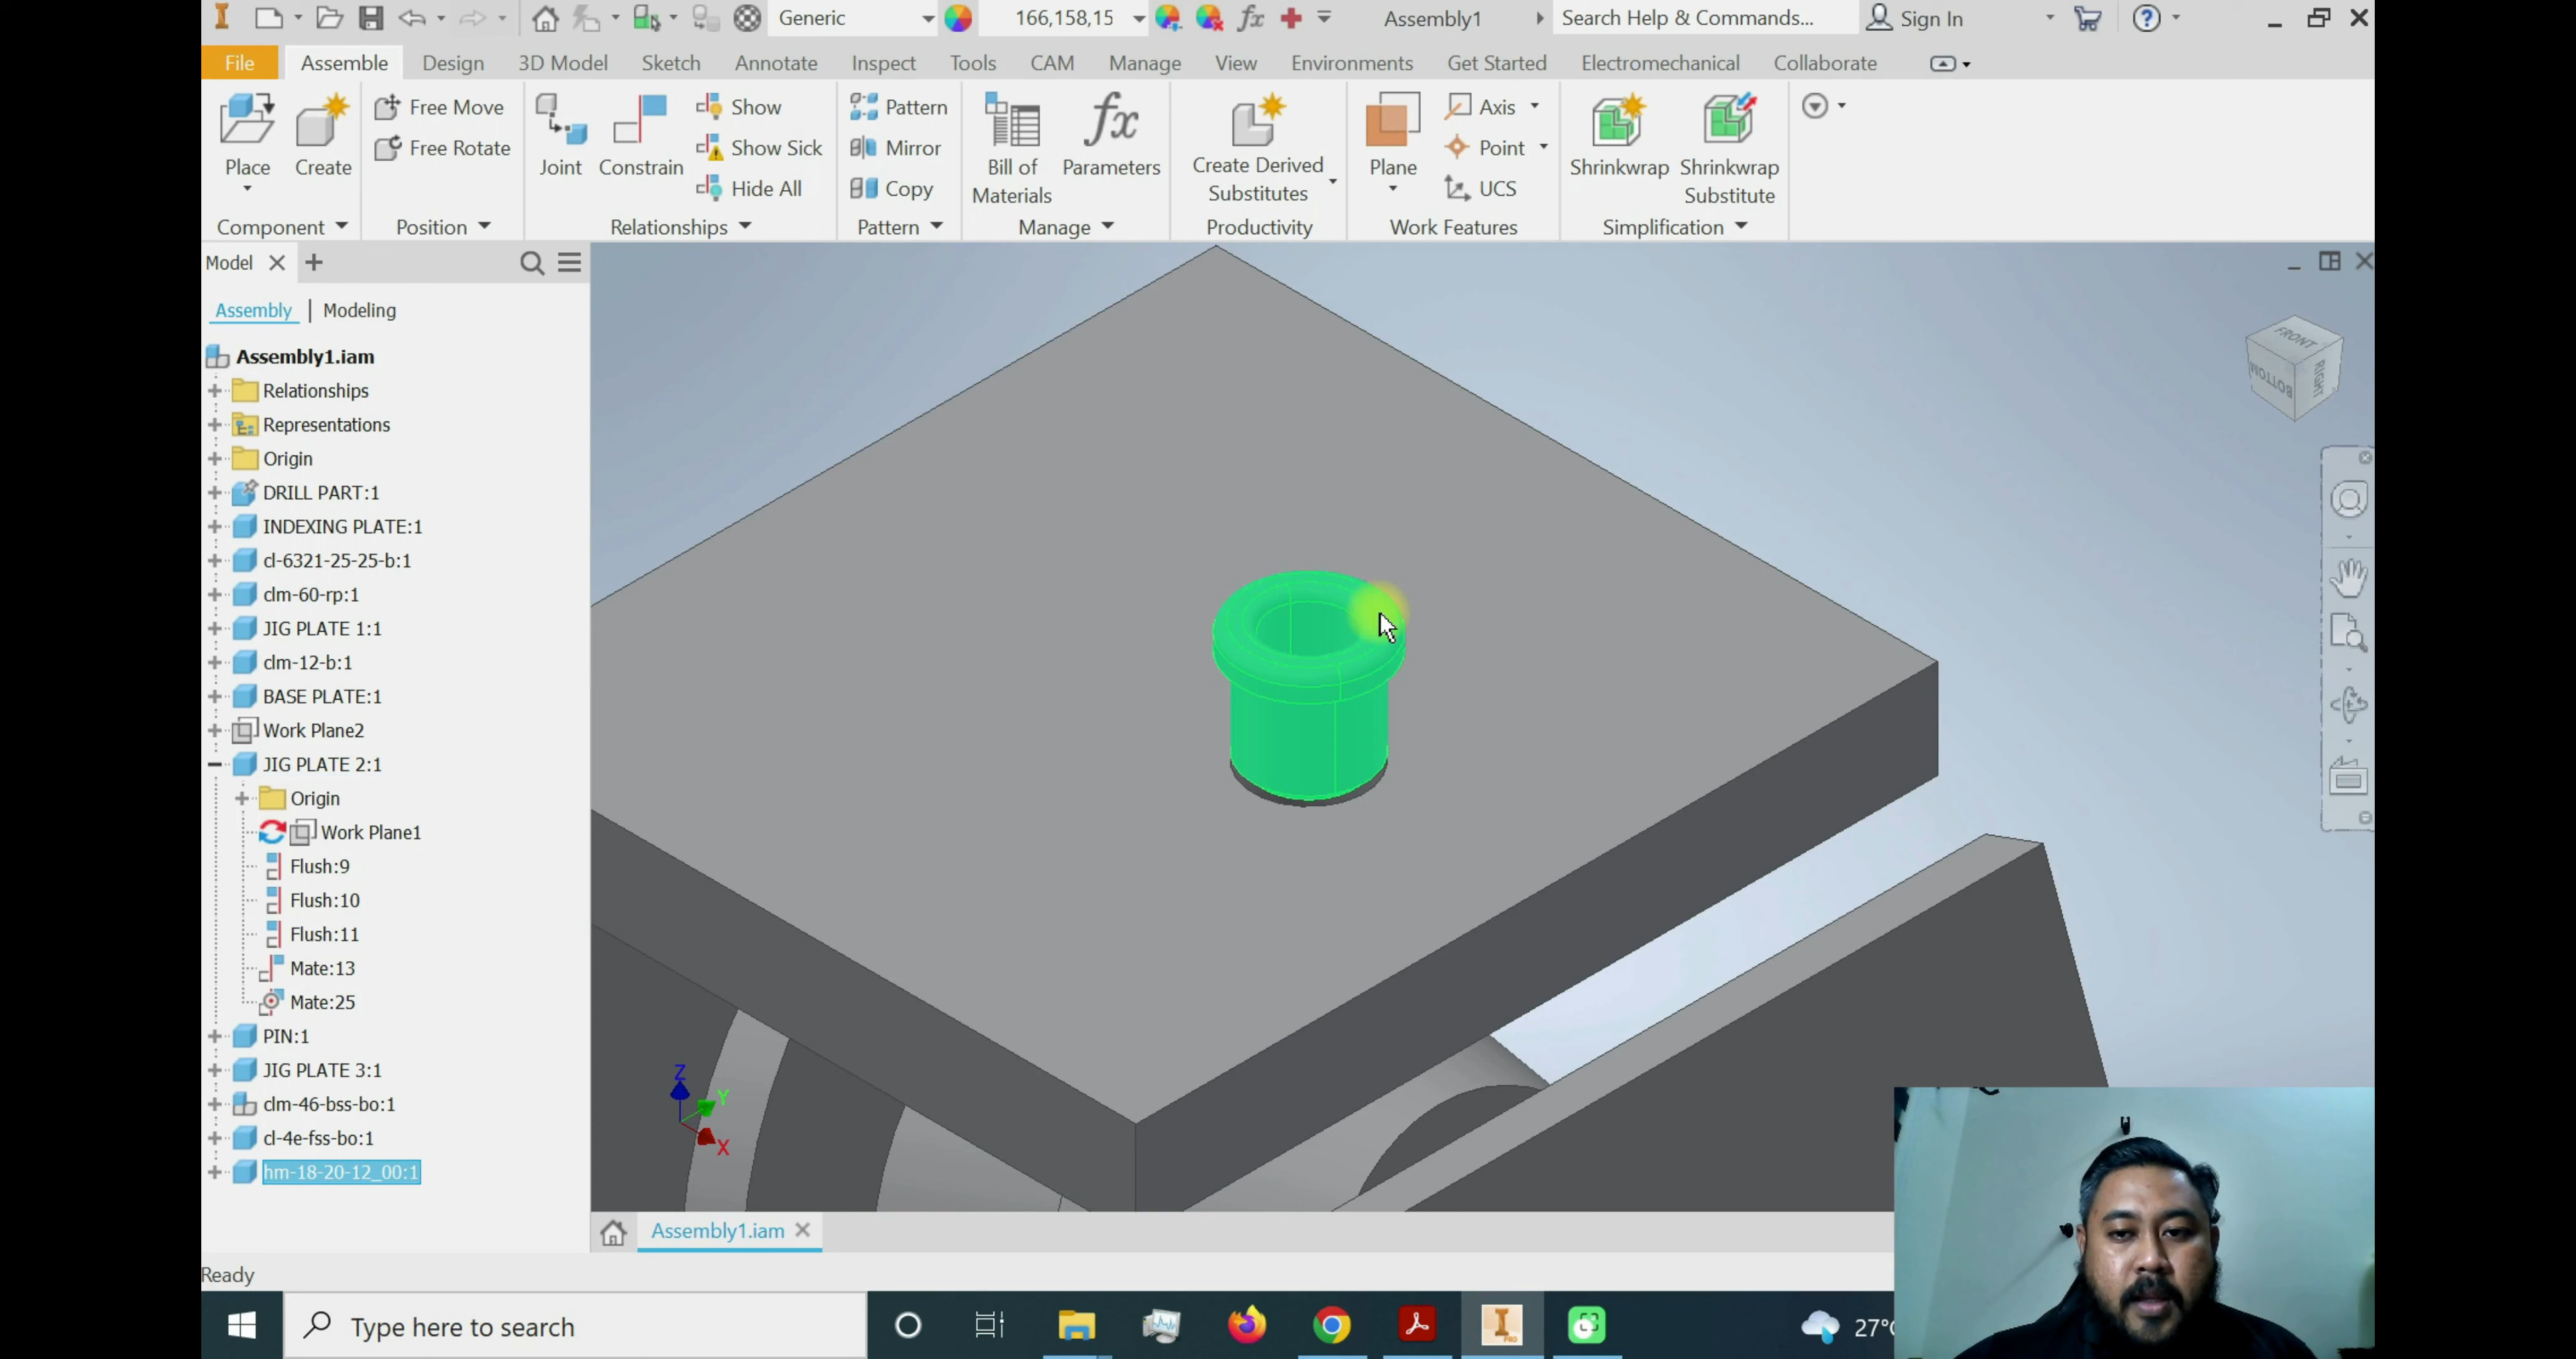 Generic
166,158,15
Assembly1
Search Help & Commands...
Sign In
File
Assemble
Design
3D Model
Sketch
Annotate
Inspect
Tools
CAM
Manage
View
Environments
Get Started
Electromechanical
Collaborate
Place
Create
Free Move
Free Rotate
Joint
Constrain
Show
Show Sick
Hide All
Pattern
Mirror
Copy
Bill of
Materials
Parameters
Create Derived
Substitutes
Plane
Axis
Point
UCS
Shrinkwrap
Shrinkwrap
Substitute
Component
Position
Relationships
Pattern
Manage
Productivity
Work Features
Simplification
Model
Assembly | Modeling
Assembly1.iam
Relationships
Representations
Origin
DRILL PART:1
INDEXING PLATE:1
cl-6321-25-25-b:1
clm-60-rp:1
JIG PLATE 1:1
clm-12-b:1
BASE PLATE:1
Work Plane2
JIG PLATE 2:1
Origin
Work Plane1
Flush:9
Flush:10
Flush:11
Mate:13
Mate:25
PIN:1
JIG PLATE 3:1
clm-46-bss-bo:1
cl-4e-fss-bo:1
hm-18-20-12_00:1
FRONT
BOTTOM
RIGHT
Z
Y
X
Assembly1.iam
Ready
Type here to search
PRO
27°